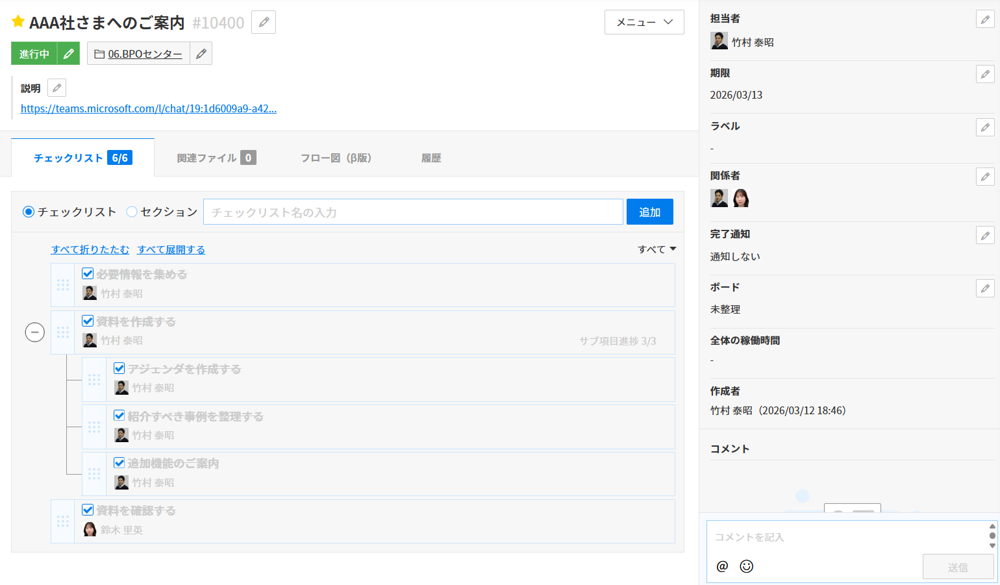 AAA社さまへのご案内 #10400
メニュー
進行中 06.BPOセンター
説明
https://teams.microsoft.com/l/chat/19:1d6009a9-a42...
チェックリスト 6/6 関連ファイル 0 フロー図（β版） 履歴
チェックリスト セクション チェックリスト名の入力 追加
すべて折りたたむ すべて展開する すべて
必要情報を集める
竹村 泰昭
資料を作成する
竹村 泰昭 サブ項目進捗 3/3
アジェンダを作成する
竹村 泰昭
紹介すべき事例を整理する
竹村 泰昭
追加機能のご案内
竹村 泰昭
資料を確認する
鈴木 里英
担当者
竹村 泰昭
期限
2026/03/13
ラベル
-
関係者
完了通知
通知しない
ボード
未整理
全体の稼働時間
-
作成者
竹村 泰昭（2026/03/12 18:46）
コメント
コメントを記入
@ 送信